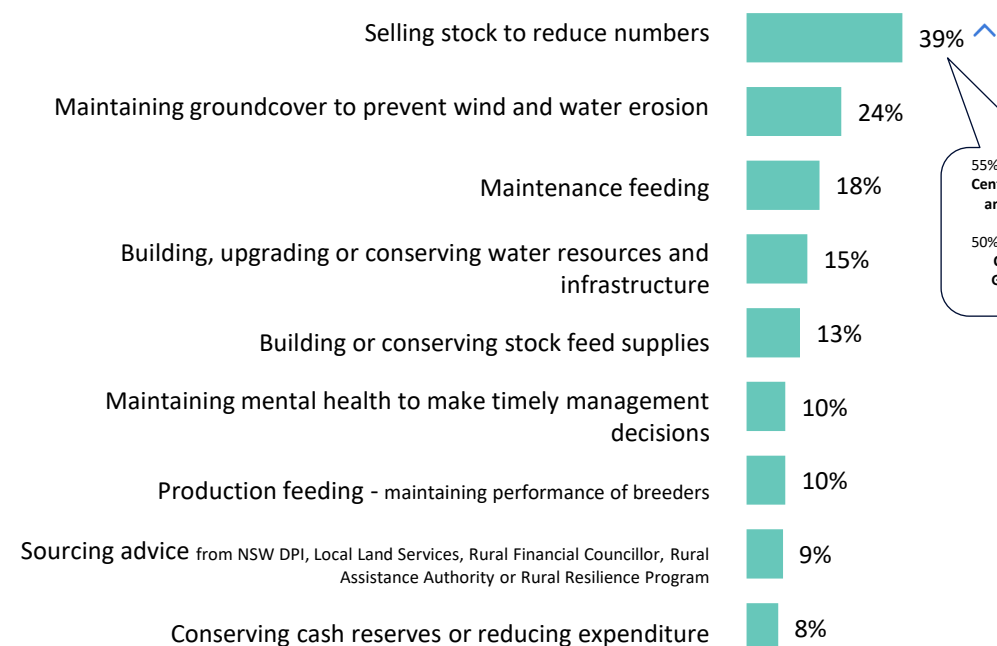 Selling stock to reduce numbers
39%
Maintaining groundcover to prevent wind and water erosion
24%
55%
Maintenance feeding
18%
50%
Building, upgrading or conserving water resources and
infrastructure
15%
Building or conserving stock feed supplies
13%
Maintaining mental health to make timely management
decisions
10%
Production feeding - maintaining performance of breeders
10%
Sourcing advice from NSW DPI, Local Land Services, Rural Financial Councillor, Rural
Assistance Authority or Rural Resilience Program
9%
Conserving cash reserves or reducing expenditure
8%